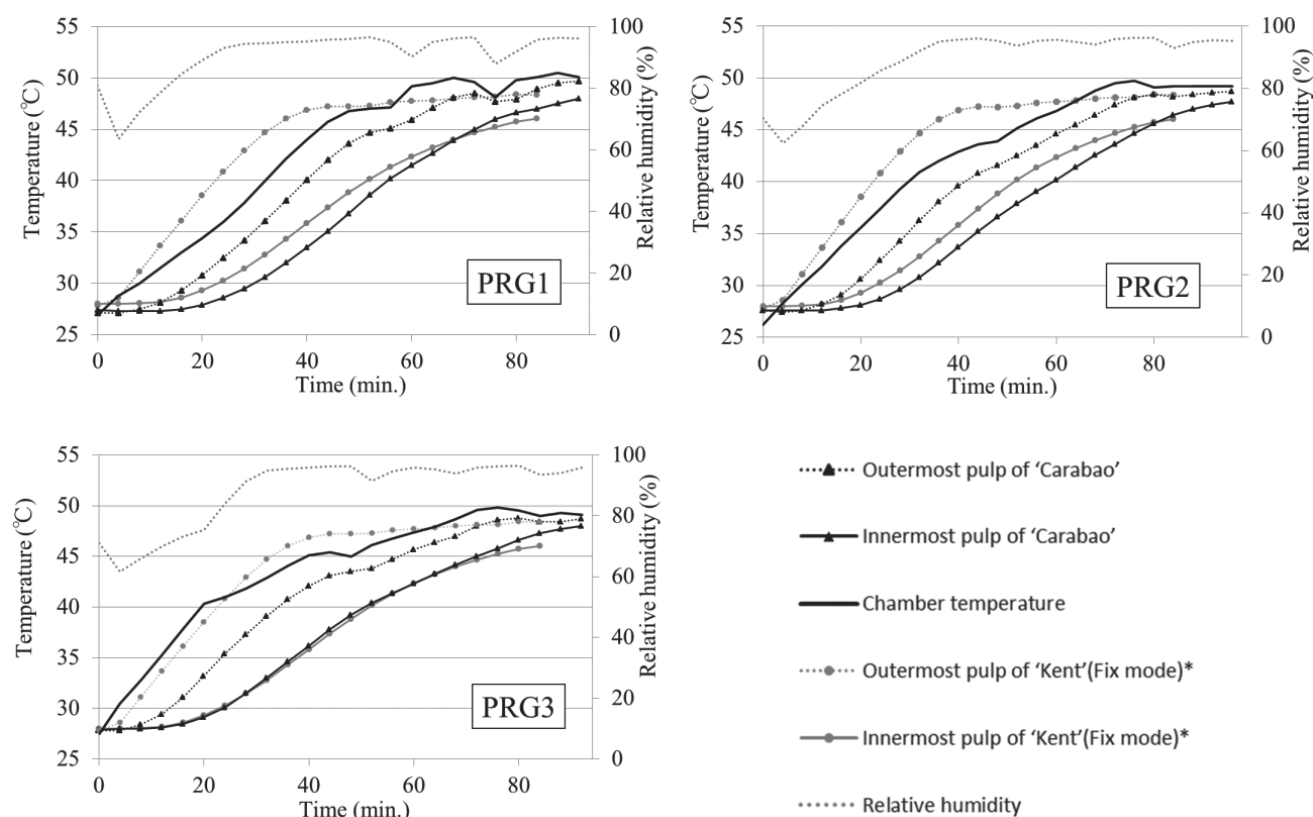 55
50
45
40
35
30
25
Temperature (℃)
100
80
60
40
20
0
Relative humidity (%)
PRG1
0 20 40 60 80
Time (min.)
55
50
45
40
35
30
25
Temperature (℃)
100
80
60
40
20
0
Relative humidity (%)
PRG2
0 20 40 60 80
Time (min.)
55
50
45
40
35
30
25
Temperature (℃)
100
80
60
40
20
0
Relative humidity (%)
PRG3
0 20 40 60 80
Time (min.)
Outermost pulp of ‘Carabao’
Innermost pulp of ‘Carabao’
Chamber temperature
Outermost pulp of ‘Kent’(Fix mode)*
Innermost pulp of ‘Kent’(Fix mode)*
Relative humidity